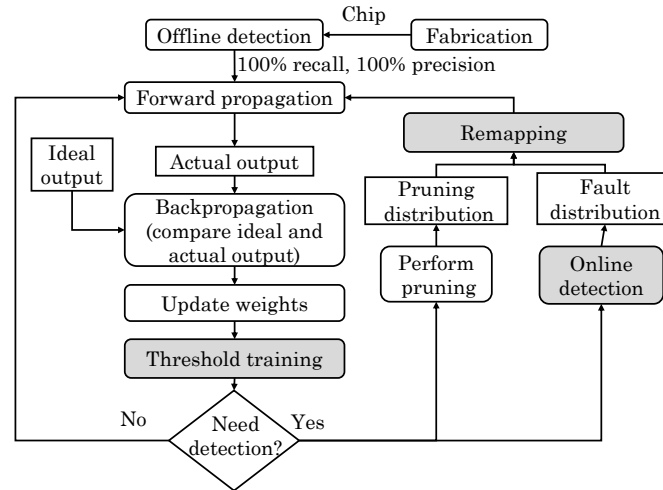 Chip
Offline detection
Fabrication
100% recall, 100% precision
Forward propagation
Remapping
Ideal
output
Actual output
Pruning
distribution
Fault
distribution
Backpropagation
(compare ideal and
actual output)
Perform
pruning
Online
detection
Update weights
Threshold training
No
Need
detection?
Yes